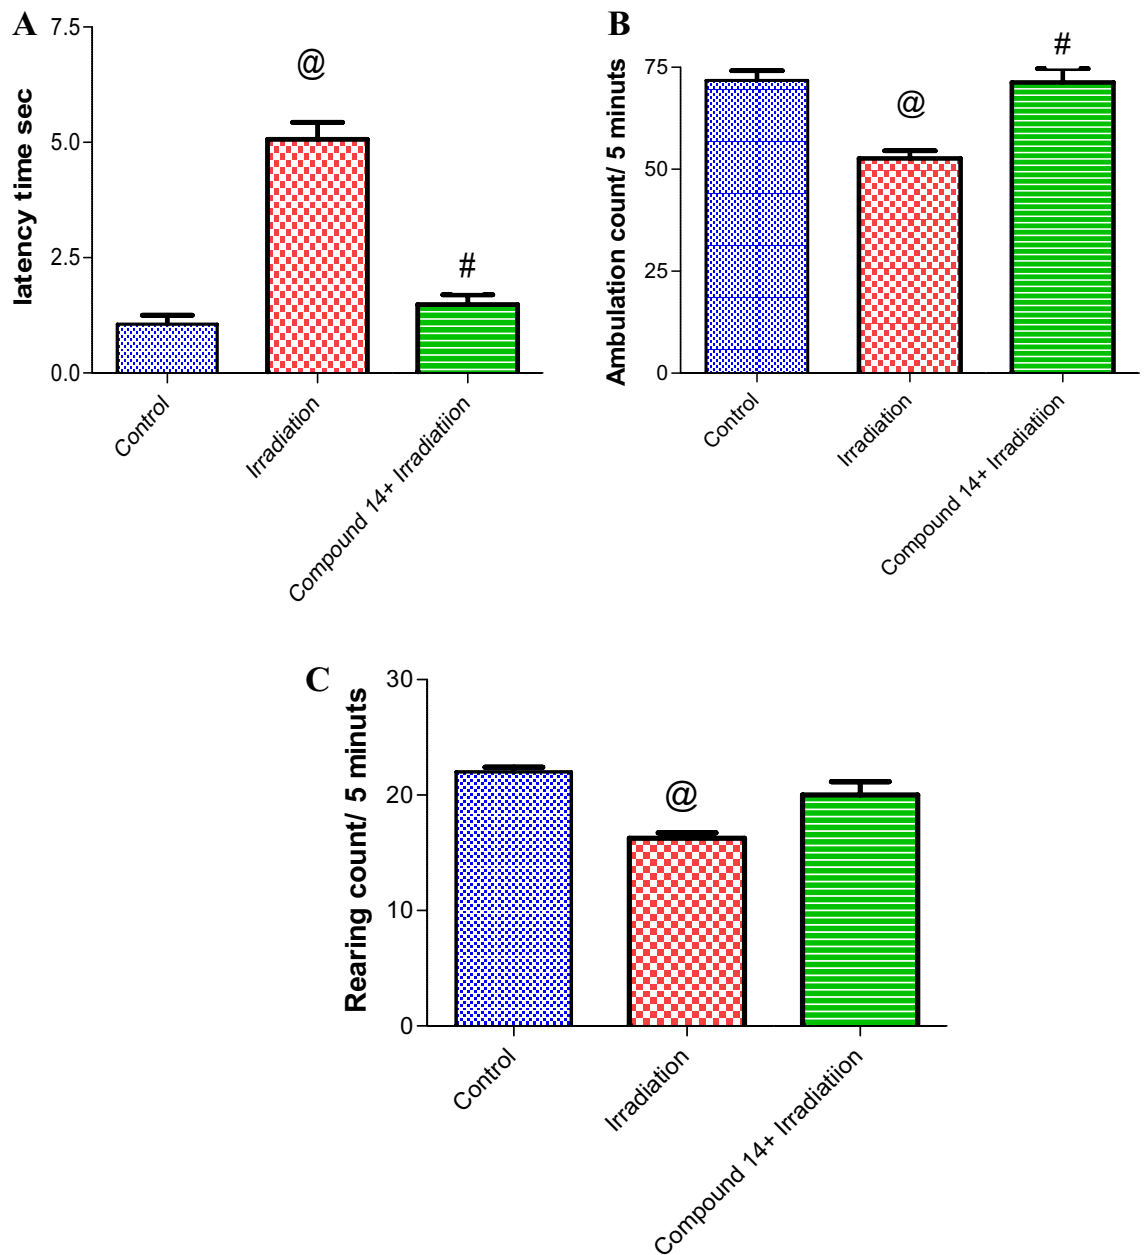 A
7.5
5.0
2.5
0.0
latency time sec
@
#
Control
Irradiation
Compound 14+ Irradiatiion
B
75
50
25
0
Ambulation count/ 5 minuts
@
#
Control
Irradiation
Compound 14+ Irradiatiion
C
30
20
10
0
Rearing count/ 5 minuts
@
Control
Irradiation
Compound 14+ Irradiatiion